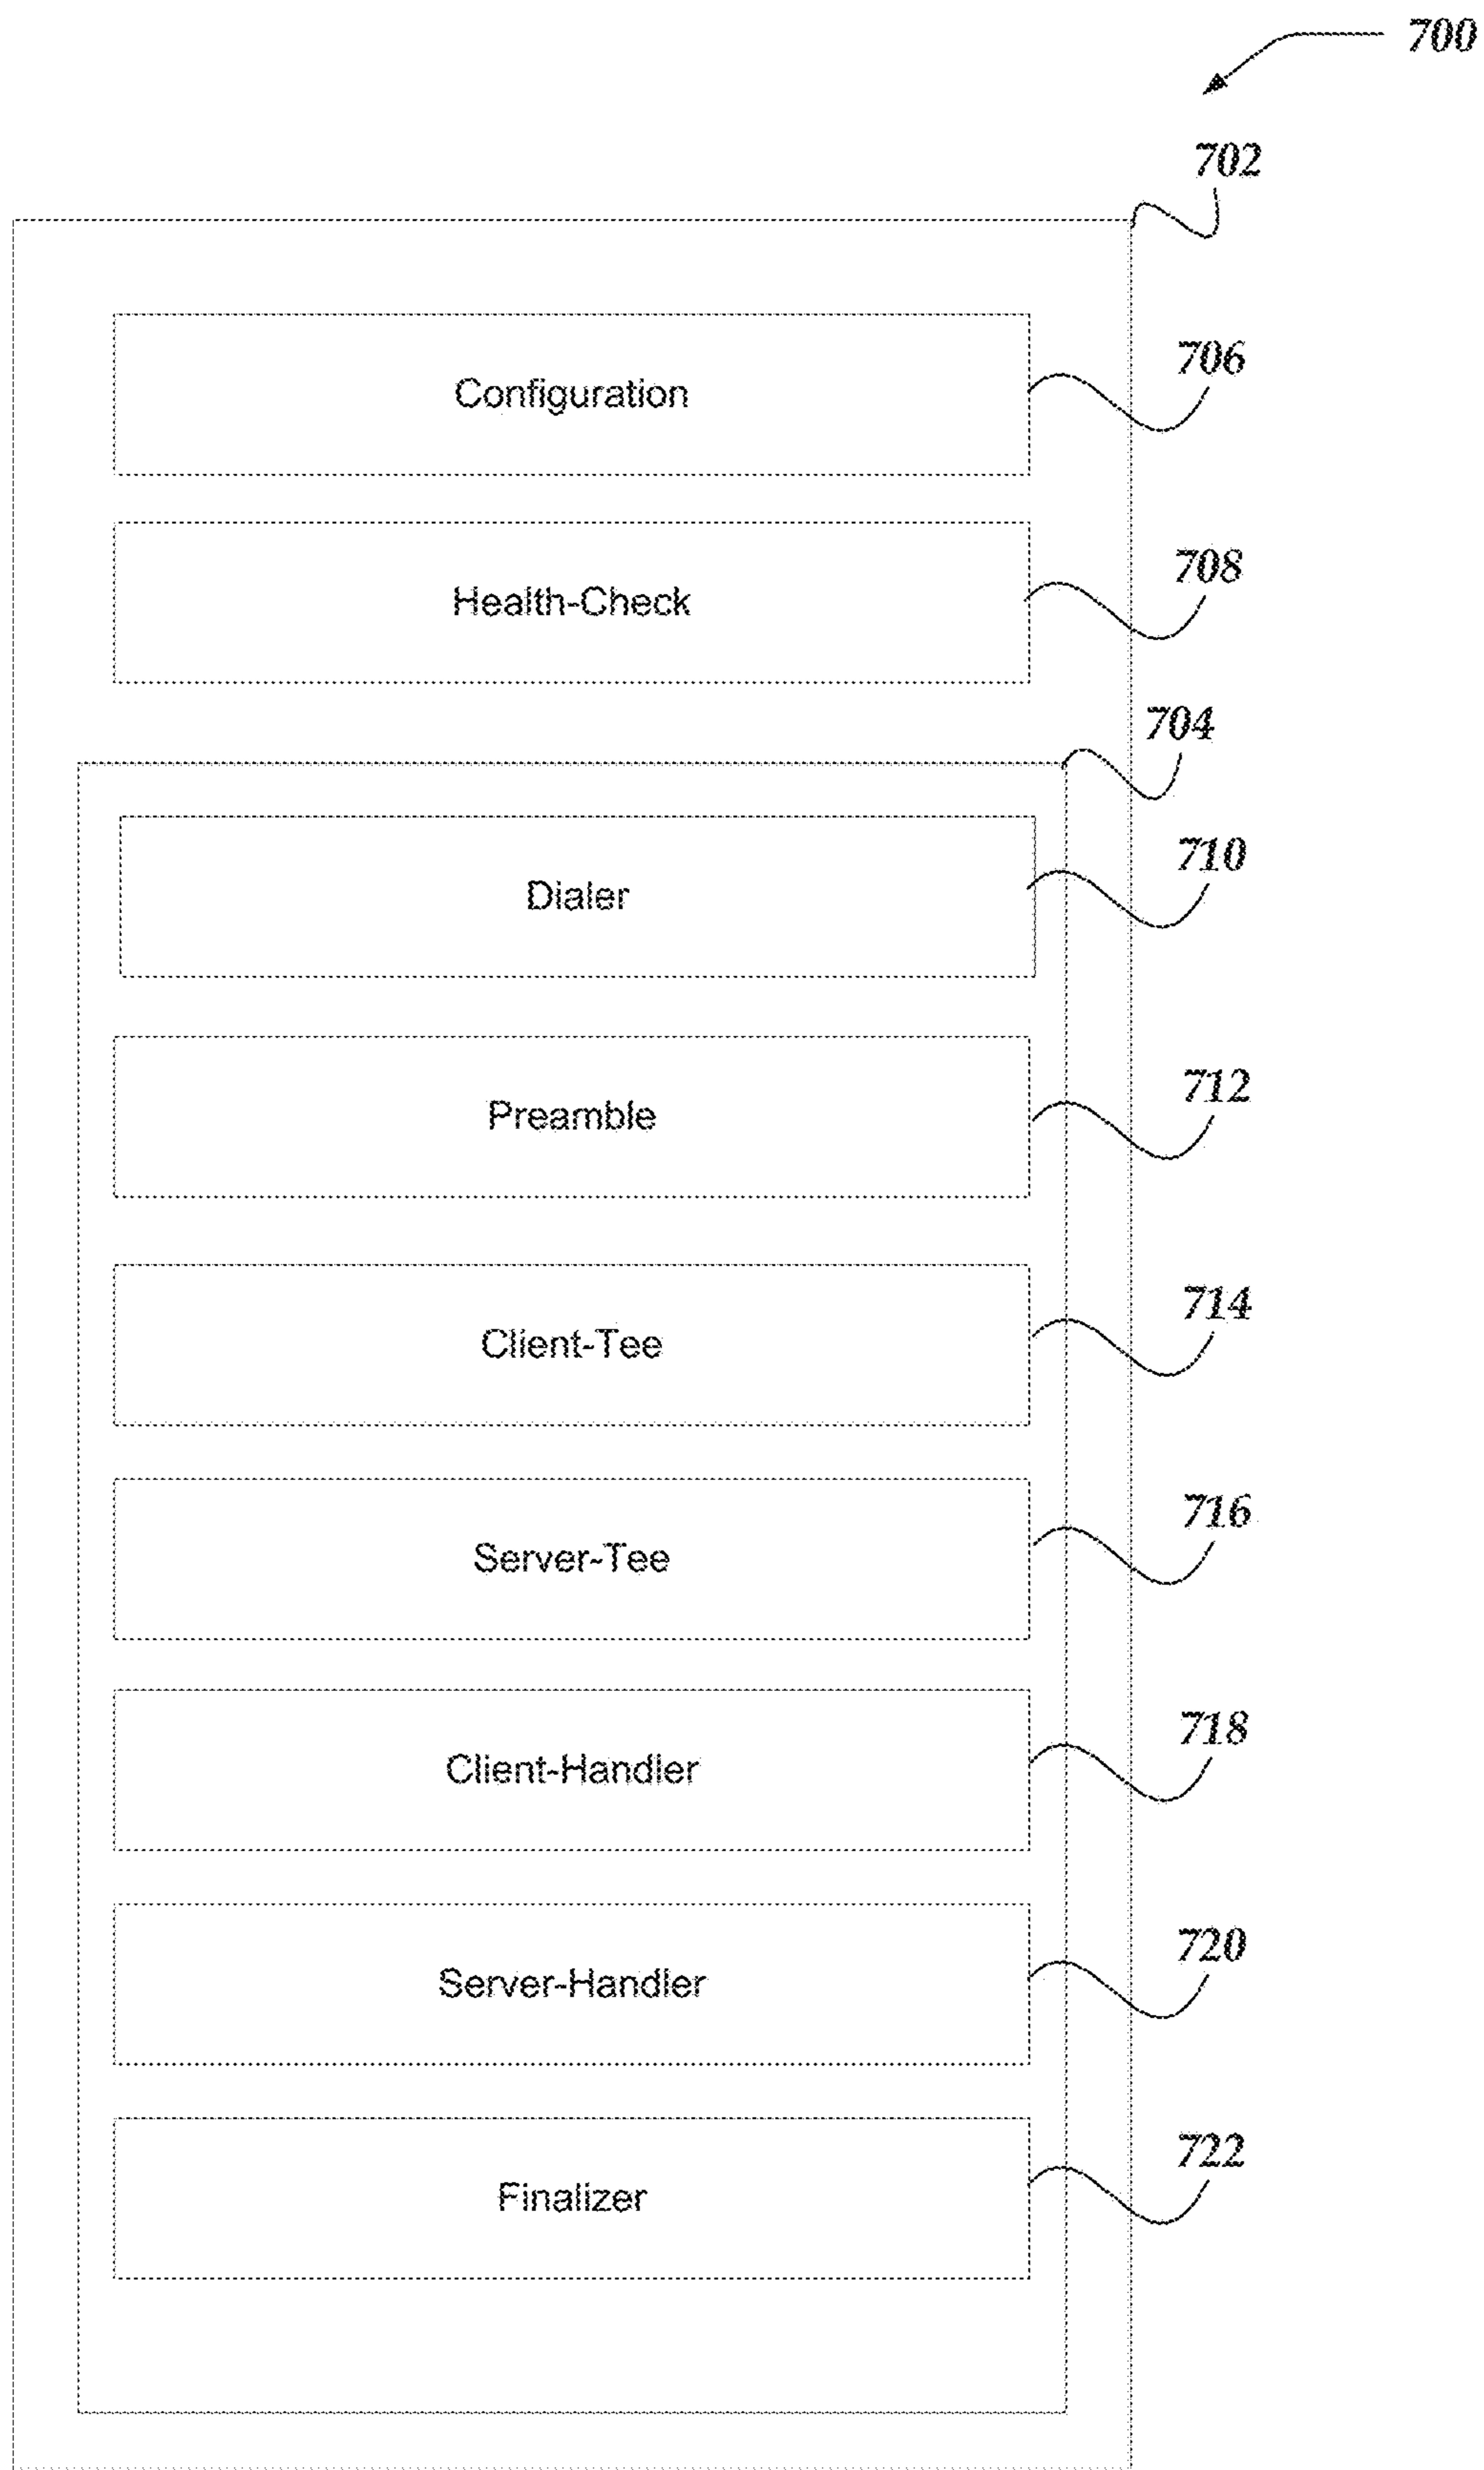 700
702
Configuration
706
Health-Check
708
704
Dialer
710
Preamble
712
Client-Tee
714
Server-Tee
716
Client-Handler
718
Server-Handler
720
Finalizer
722